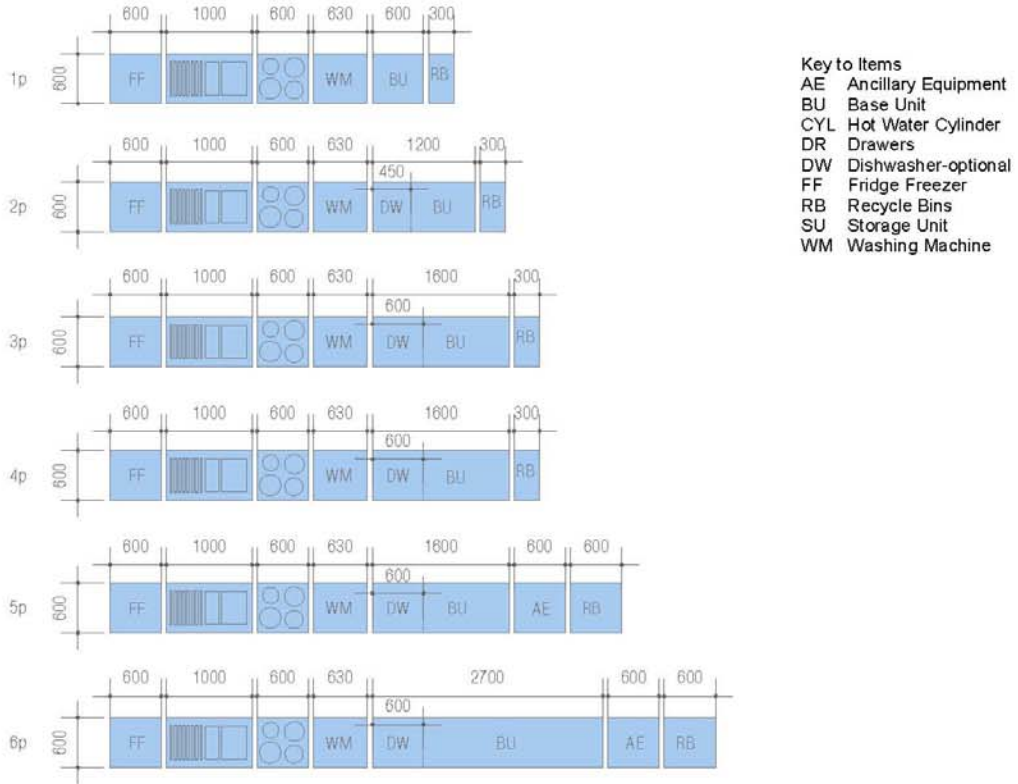 600 1000 600 630 600 300
1p 600 FF WM BU RB
600 1000 600 630 1200 300
450
2p 600 FF WM DW BU RB
600 1000 600 630 1600 300
600
3p 600 FF WM DW BU RB
600 1000 600 630 1600 300
600
4p 600 FF WM DW BU RB
600 1000 600 630 1600 600 600
600
5p 600 FF WM DW BU AE RB
600 1000 600 630 2700 600 600
600
6p 600 FF WM DW BU AE RB
Key to Items
AE Ancillary Equipment
BU Base Unit
CYL Hot Water Cylinder
DR Drawers
DW Dishwasher-optional
FF Fridge Freezer
RB Recycle Bins
SU Storage Unit
WM Washing Machine